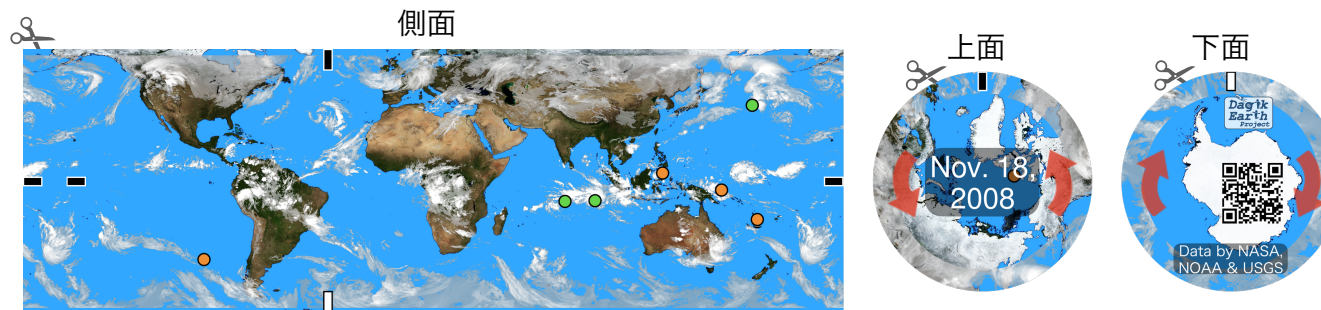 側面
上面
下面
Nov. 18,
2008
Dagik
Earth
Project
Data by NASA,
NOAA & USGS